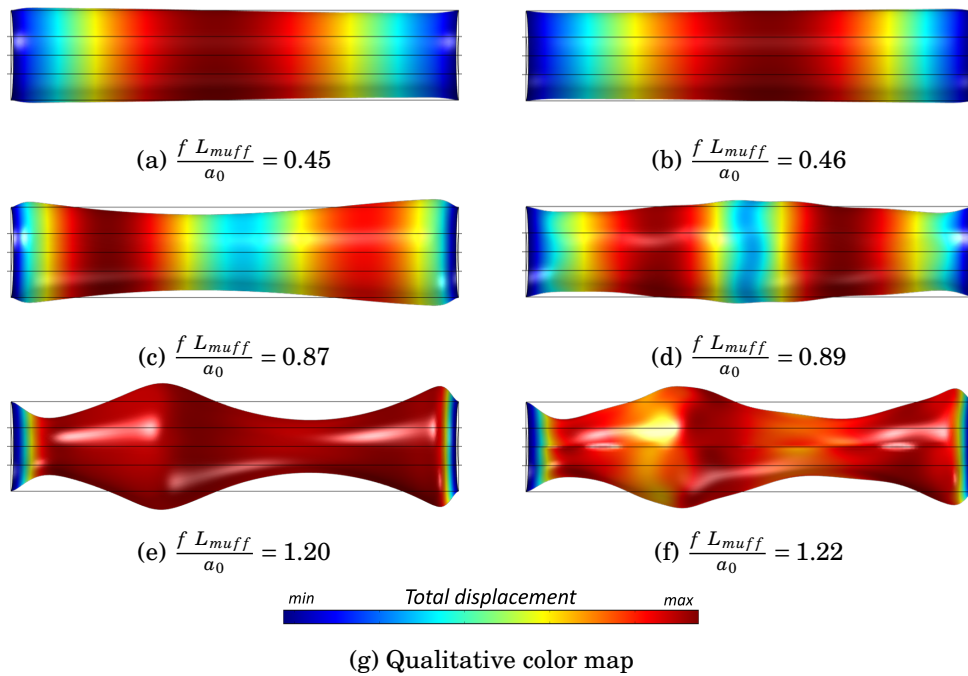 (a) f L_muff / a_0 = 0.45
(b) f L_muff / a_0 = 0.46
(c) f L_muff / a_0 = 0.87
(d) f L_muff / a_0 = 0.89
(e) f L_muff / a_0 = 1.20
(f) f L_muff / a_0 = 1.22
min Total displacement max
(g) Qualitative color map